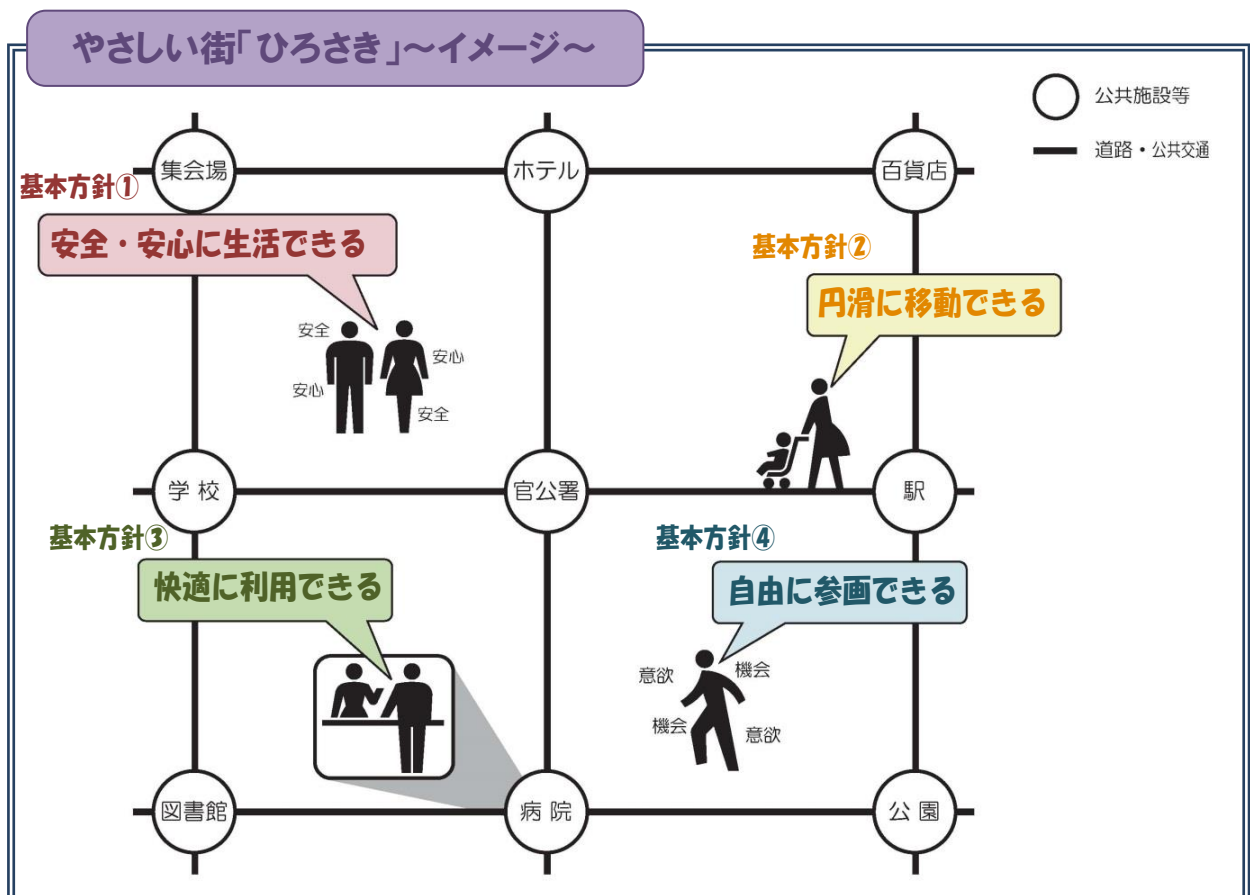 やさしい街「ひろさき」～イメージ～
公共施設等
道路・公共交通
集会場
ホテル
百貨店
基本方針①
安全・安心に生活できる
基本方針②
円滑に移動できる
安全
安心
安心
安全
学校
官公署
駅
基本方針③
快適に利用できる
基本方針④
自由に参画できる
意欲
機会
機会
意欲
図書館
病院
公園